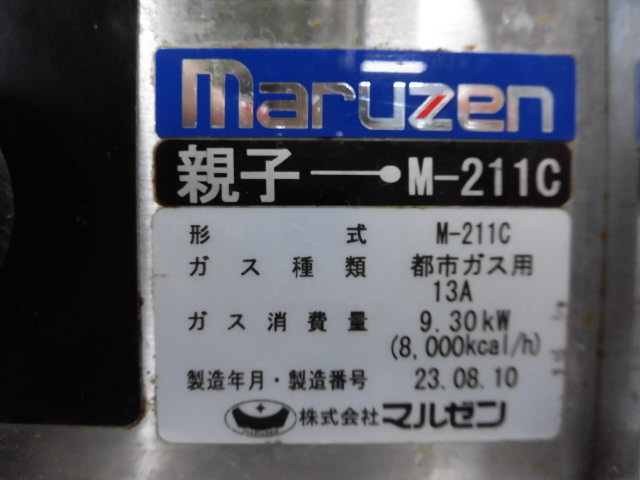 maruzen
親子 M-211C
形式 M-211C
ガス種類 都市ガス用
13A
ガス消費量 9.30kW
(8,000kcal/h)
製造年月・製造番号 23.08.10
株式会社 マルゼン